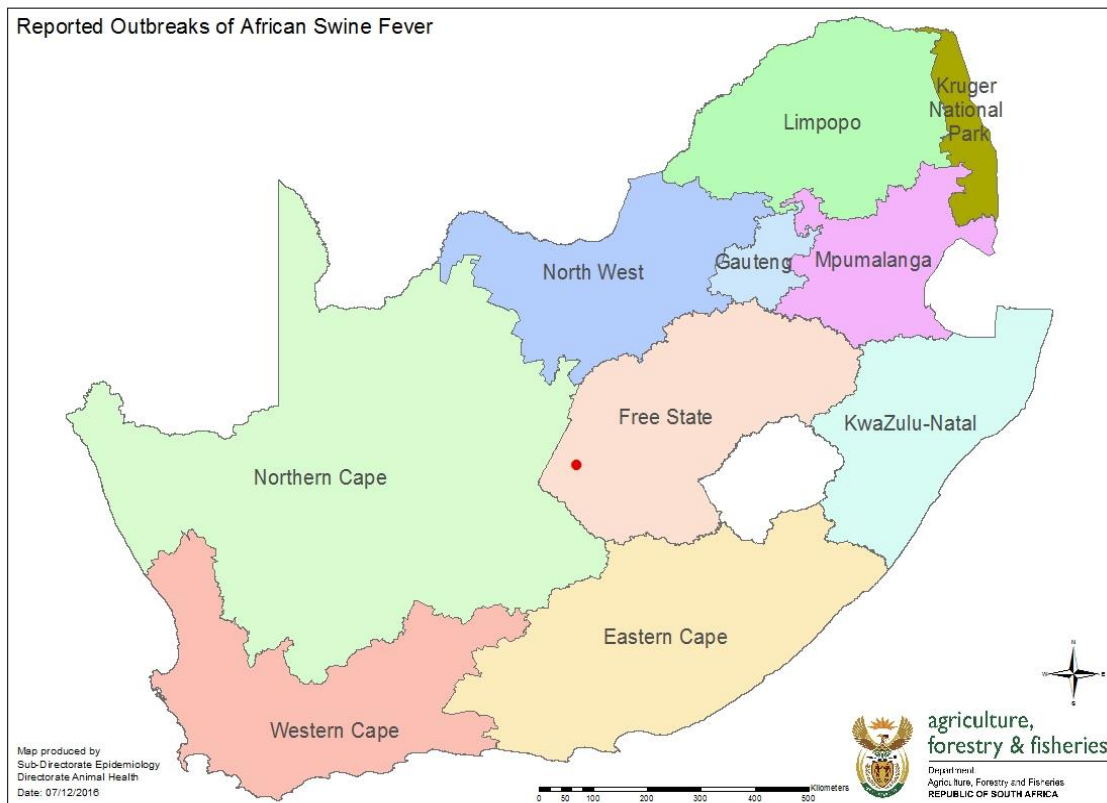 Reported Outbreaks of African Swine Fever
Kruger
National
Park
Limpopo
North West
Gauteng
Mpumalanga
Free State
KwaZulu-Natal
Northern Cape
Eastern Cape
Western Cape
N
W
E
S
agriculture,
forestry & fisheries
Department:
Agriculture, Forestry and Fisheries
REPUBLIC OF SOUTH AFRICA
Map produced by
Sub-Directorate Epidemiology
Directorate Animal Health
Date: 07/12/2016
Kilometers
0 50 100 200 300 400 500